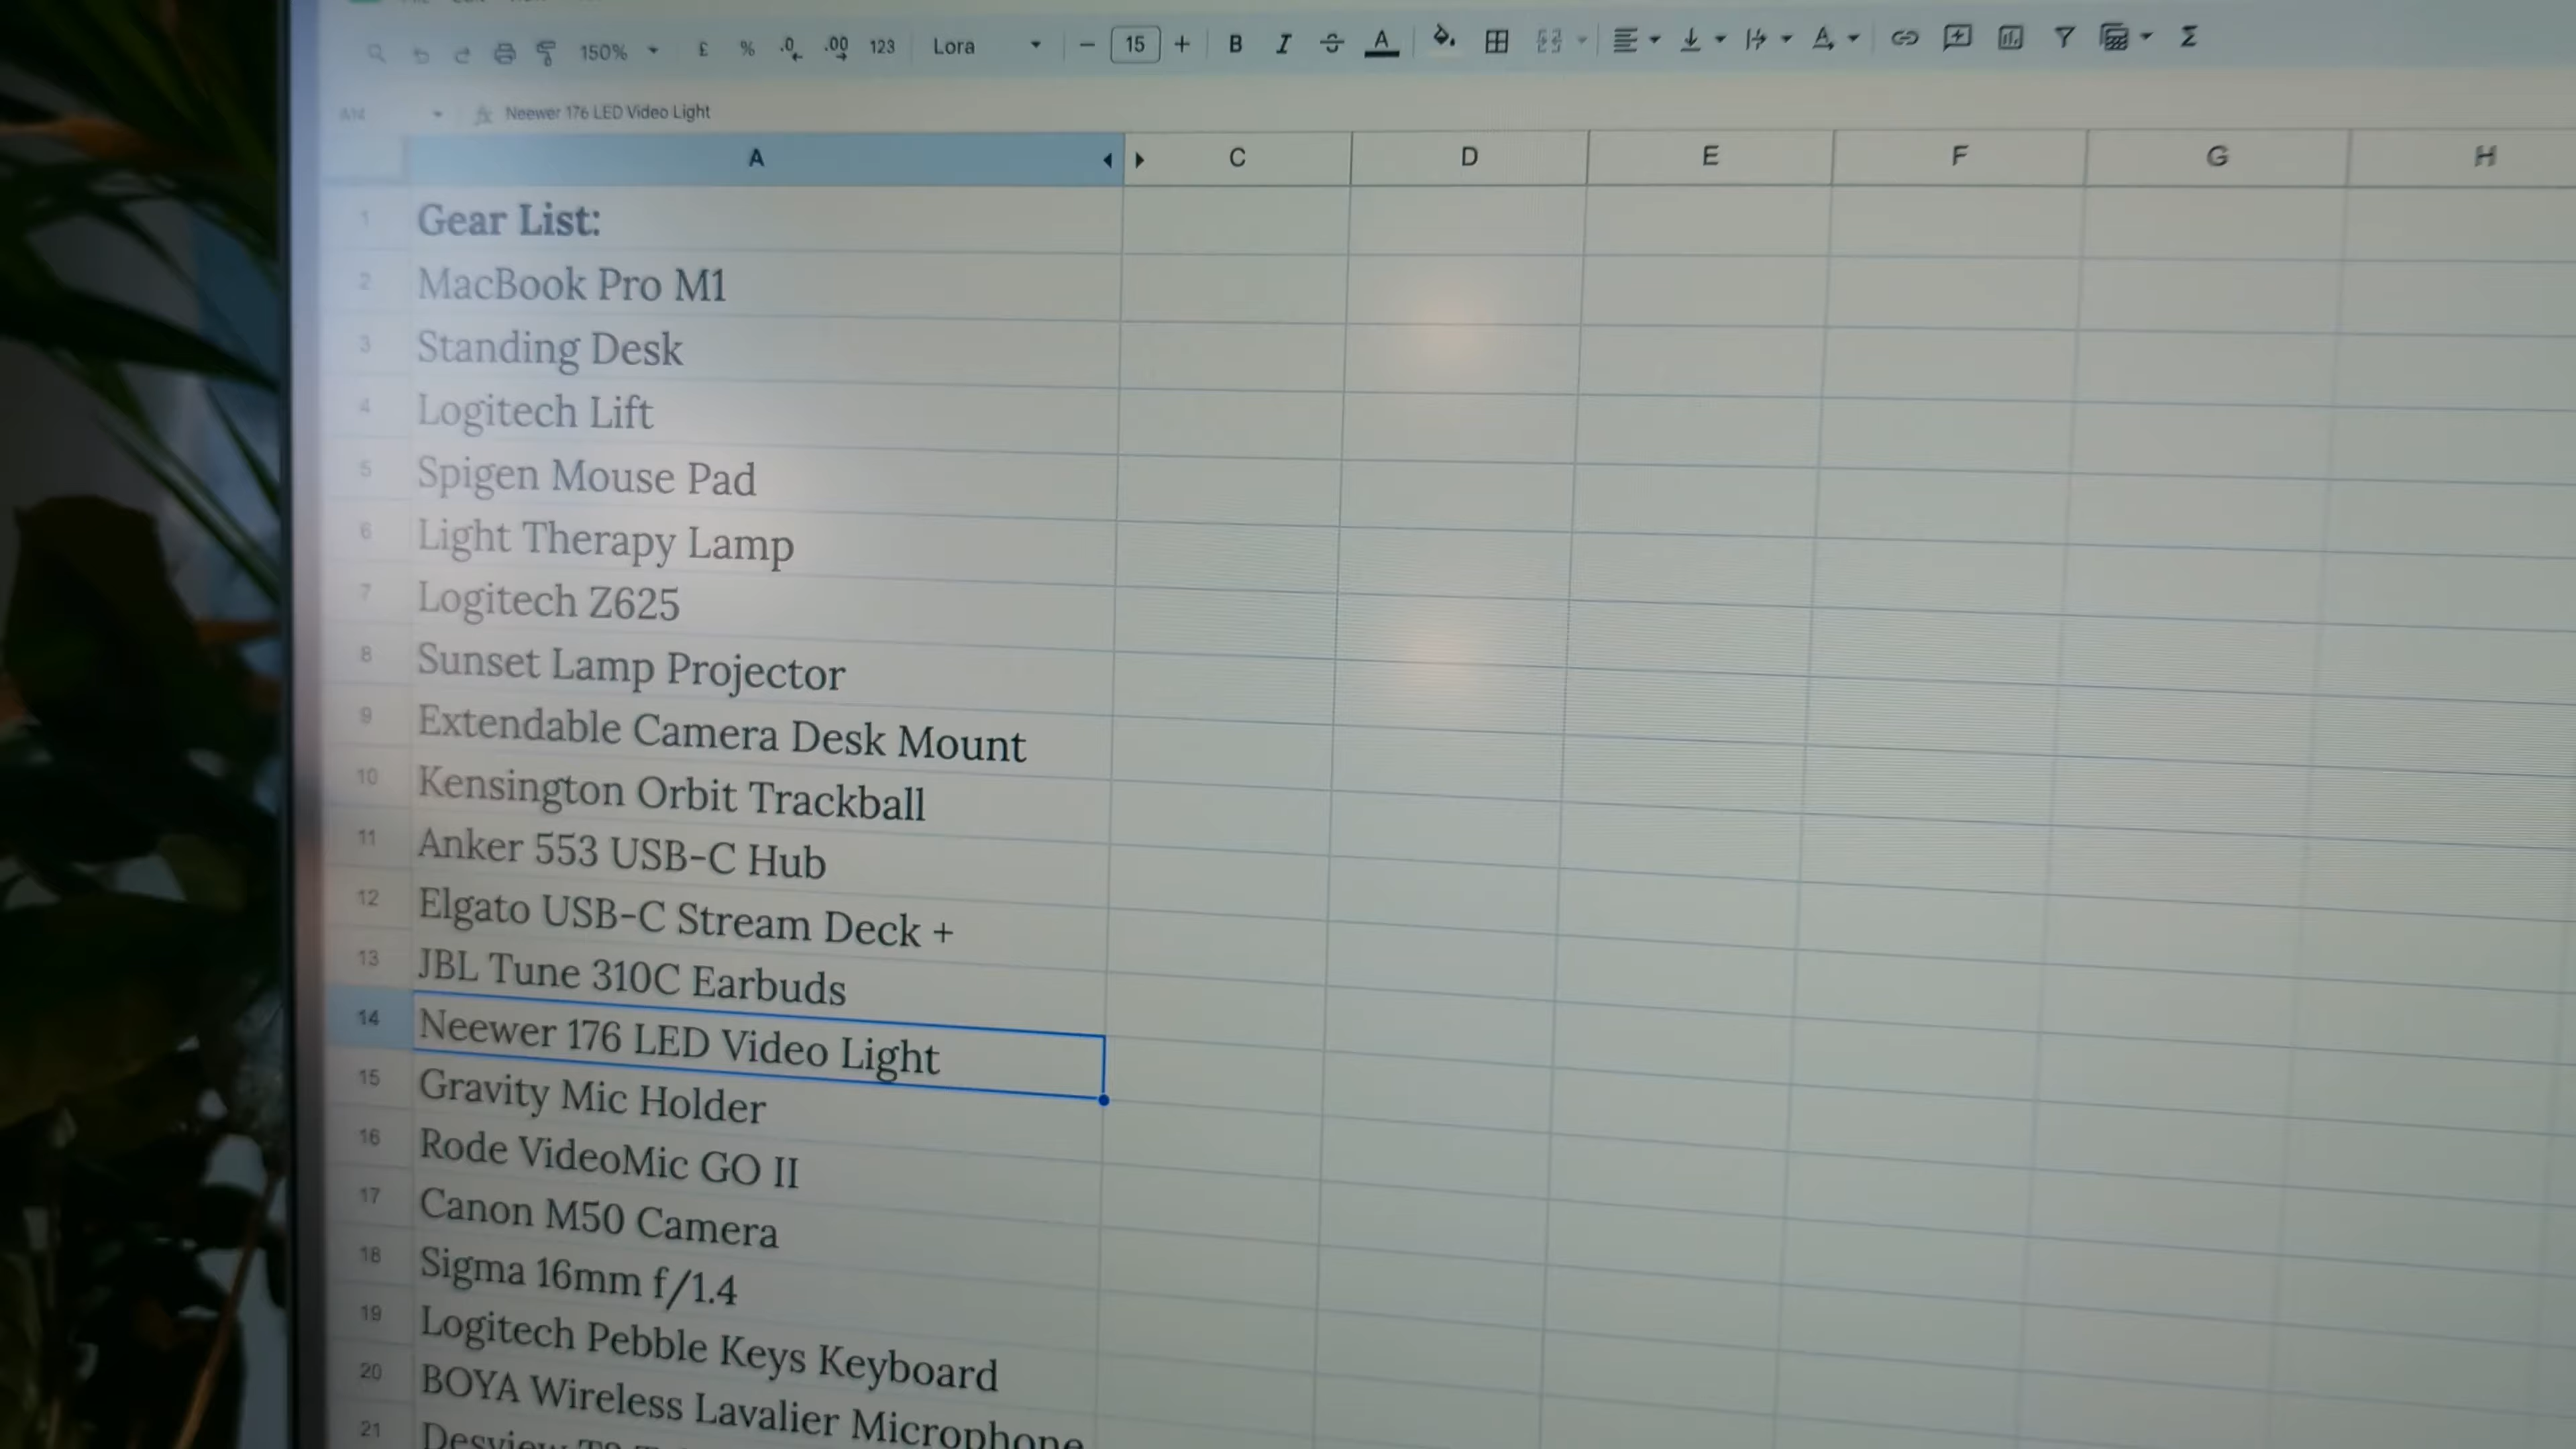 150% £ % .0 .00 123 Lora − 15 + B I S A Σ
A14 fx Neewer 176 LED Video Light
A C D E F G H
1 Gear List:
2 MacBook Pro M1
3 Standing Desk
4 Logitech Lift
5 Spigen Mouse Pad
6 Light Therapy Lamp
7 Logitech Z625
8 Sunset Lamp Projector
9 Extendable Camera Desk Mount
10 Kensington Orbit Trackball
11 Anker 553 USB-C Hub
12 Elgato USB-C Stream Deck +
13 JBL Tune 310C Earbuds
14 Neewer 176 LED Video Light
15 Gravity Mic Holder
16 Rode VideoMic GO II
17 Canon M50 Camera
18 Sigma 16mm f/1.4
19 Logitech Pebble Keys Keyboard
20 BOYA Wireless Lavalier Microphone
21 Desview